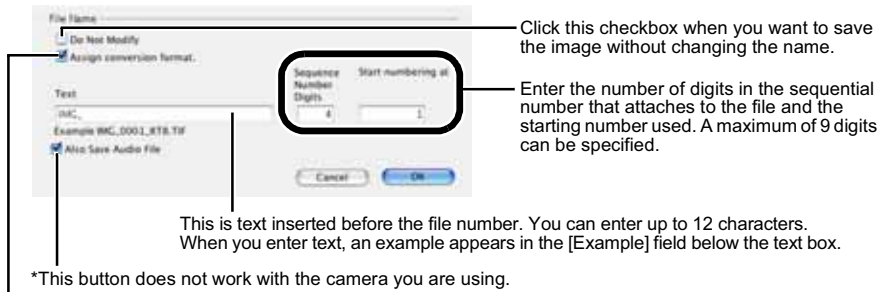 File Name
Do Not Modify
Assign conversion format.
Sequence Number Digits
Start numbering at
Text
IMG_
4
1
Example IMG_0001_RT8.TIF
Also Save Audio File
Cancel
OK
Click this checkbox when you want to save
the image without changing the name.
Enter the number of digits in the sequential
number that attaches to the file and the
starting number used. A maximum of 9 digits
can be specified.
This is text inserted before the file number. You can enter up to 12 characters.
When you enter text, an example appears in the [Example] field below the text box.
*This button does not work with the camera you are using.